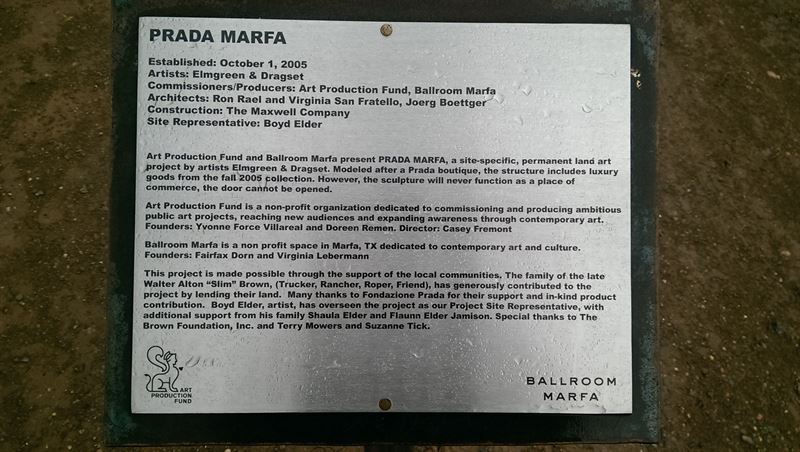 PRADA MARFA
Established: October 1, 2005
Artists: Elmgreen & Dragset
Commissioners/Producers: Art Production Fund, Ballroom Marfa
Architects: Ron Rael and Virginia San Fratello, Joerg Boettger
Construction: The Maxwell Company
Site Representative: Boyd Elder
Art Production Fund and Ballroom Marfa present PRADA MARFA, a site-specific, permanent land art
project by artists Elmgreen & Dragset. Modeled after a Prada boutique, the structure includes luxury
goods from the fall 2005 collection. However, the sculpture will never function as a place of
commerce, the door cannot be opened.
Art Production Fund is a non-profit organization dedicated to commissioning and producing ambitious
public art projects, reaching new audiences and expanding awareness through contemporary art.
Founders: Yvonne Force Villareal and Doreen Remen. Director: Casey Fremont
Ballroom Marfa is a non profit space in Marfa, TX dedicated to contemporary art and culture.
Founders: Fairfax Dorn and Virginia Lebermann
This project is made possible through the support of the local communities. The family of the late
Walter Alton “Slim” Brown, (Trucker, Rancher, Roper, Friend), has generously contributed to the
project by lending their land. Many thanks to Fondazione Prada for their support and in-kind product
contribution. Boyd Elder, artist, has overseen the project as our Project Site Representative, with
additional support from his family Shaula Elder and Flaunn Elder Jamison. Special thanks to The
Brown Foundation, Inc. and Terry Mowers and Suzanne Tick.
ART
PRODUCTION
FUND
BALLROOM
MARFA